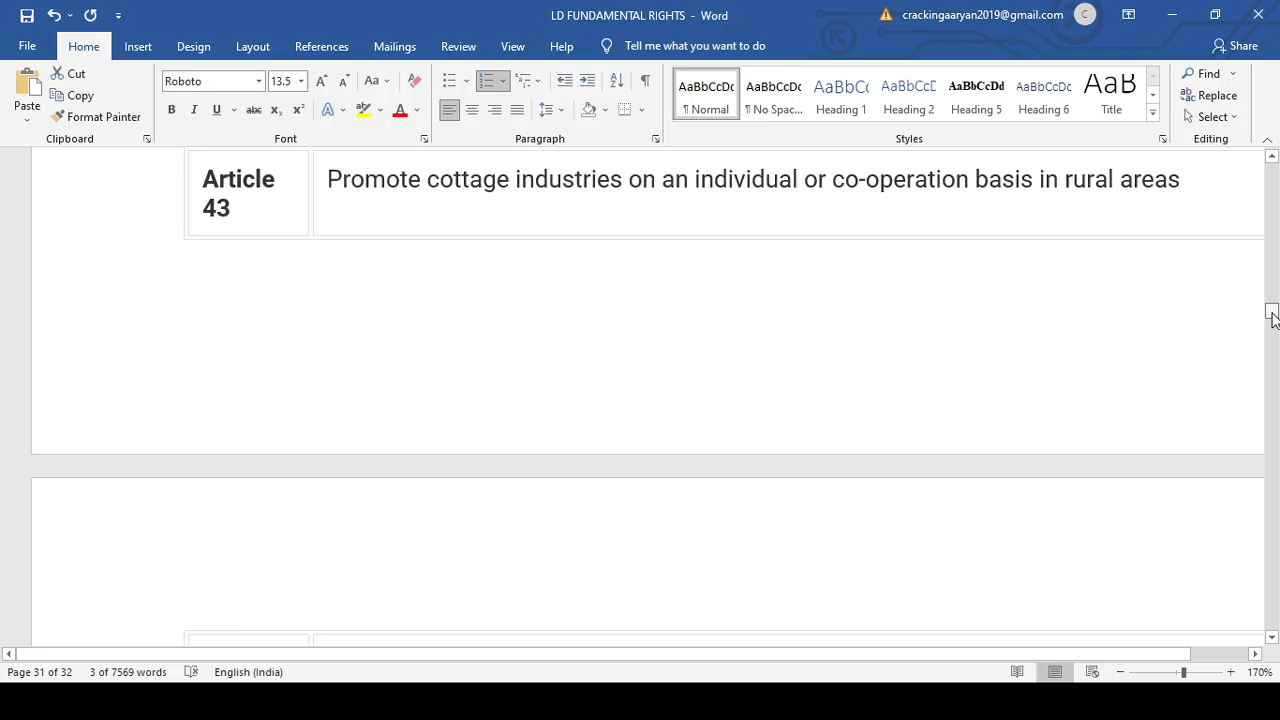 LD FUNDAMENTAL RIGHTS - Word
crackingaaryan2019@gmail.com
C
File Home Insert Design Layout References Mailings Review View Help Tell me what you want to do
Share
Paste
Cut
Copy
Format Painter
Clipboard
Roboto 13.5
Font
Paragraph
AaBbCcDc AaBbCcDc AaBbC( AaBbCcD AaBbCcDd AaBbCcDc AaB
¶ Normal ¶ No Spac... Heading 1 Heading 2 Heading 5 Heading 6 Title
Styles
Find
Replace
Select
Editing
Article
43
Promote cottage industries on an individual or co-operation basis in rural areas
Page 31 of 32 3 of 7569 words English (India)
170%